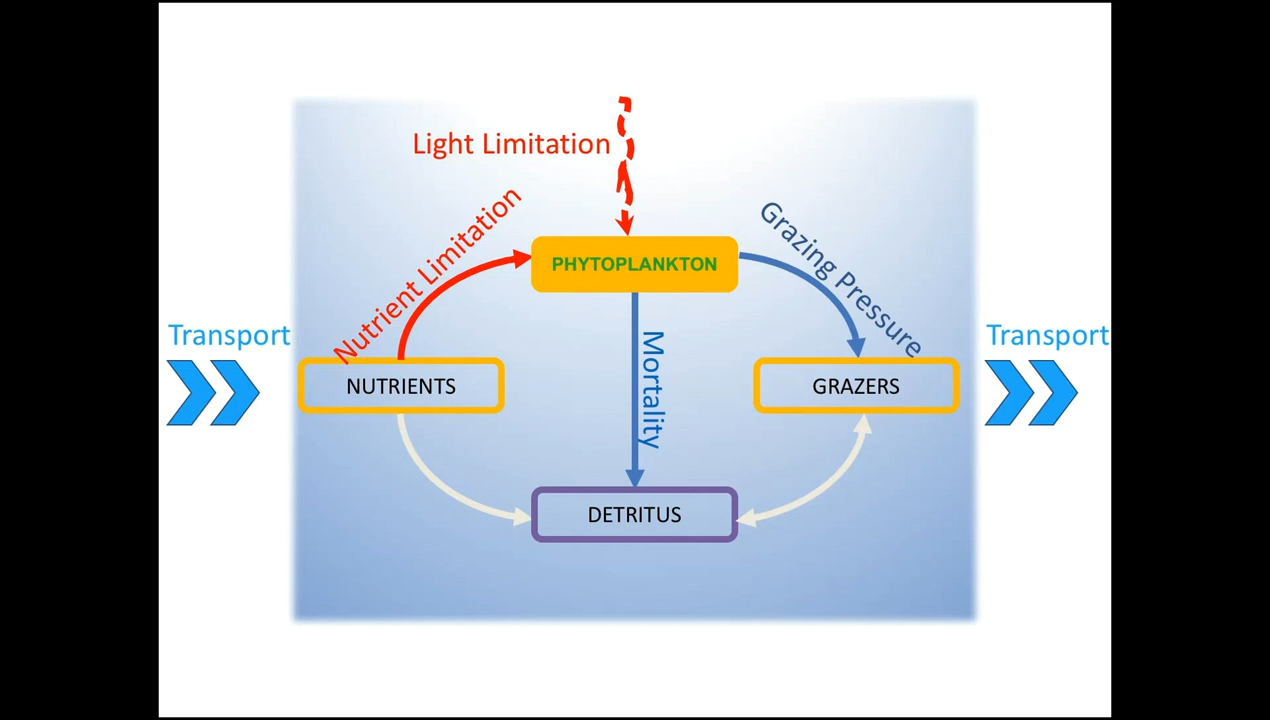 Light Limitation
Nutrient Limitation
Grazing Pressure
PHYTOPLANKTON
Transport
Transport
Mortality
NUTRIENTS
GRAZERS
DETRITUS